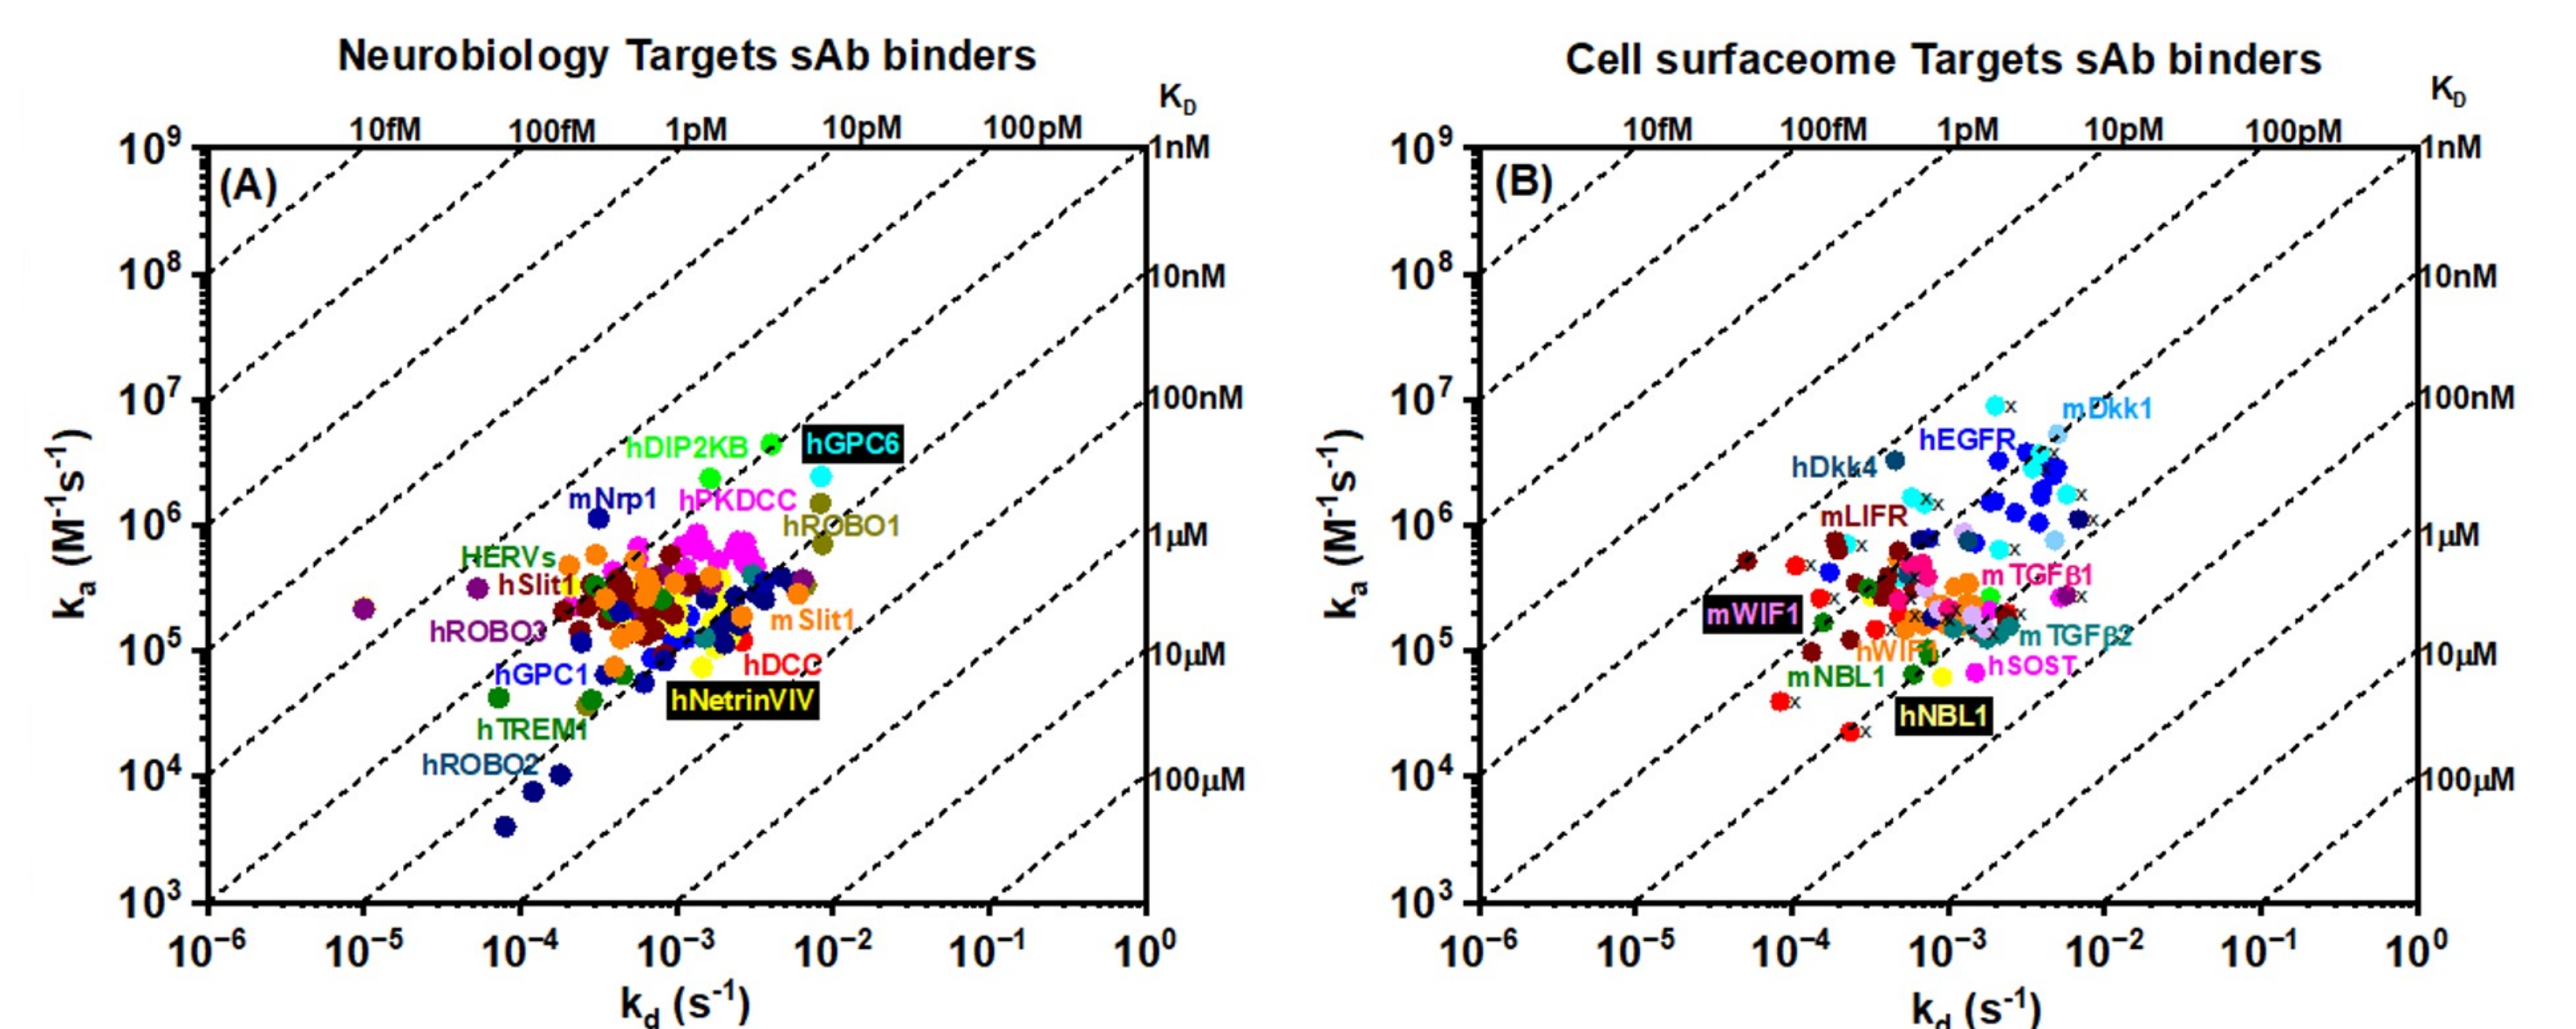 Neurobiology Targets sAb binders
K_D
10fM 100fM 1pM 10pM 100pM
1nM
10nM
100nM
1μM
10μM
100μM
(A)
10⁹
10⁸
10⁷
10⁶
10⁵
10⁴
10³
kₐ (M⁻¹s⁻¹)
hDIP2KB
hGPC6
mNrp1
hPKDCC
hROBO1
HERVs
hSlit1
hROBO3
mSlit1
hGPC1
hDCC
hNetrinVIV
hTREM1
hROBO2
10⁻⁶ 10⁻⁵ 10⁻⁴ 10⁻³ 10⁻² 10⁻¹ 10⁰
k_d (s⁻¹)
Cell surfaceome Targets sAb binders
K_D
10fM 100fM 1pM 10pM 100pM
1nM
10nM
100nM
1μM
10μM
100μM
(B)
10⁹
10⁸
10⁷
10⁶
10⁵
10⁴
10³
kₐ (M⁻¹s⁻¹)
mDkk1
hEGFR
hDkk4
mLIFR
mTGFβ1
mWIF1
mTGFβ2
hWIF1
hSOST
mNBL1
hNBL1
10⁻⁶ 10⁻⁵ 10⁻⁴ 10⁻³ 10⁻² 10⁻¹ 10⁰
k_d (s⁻¹)